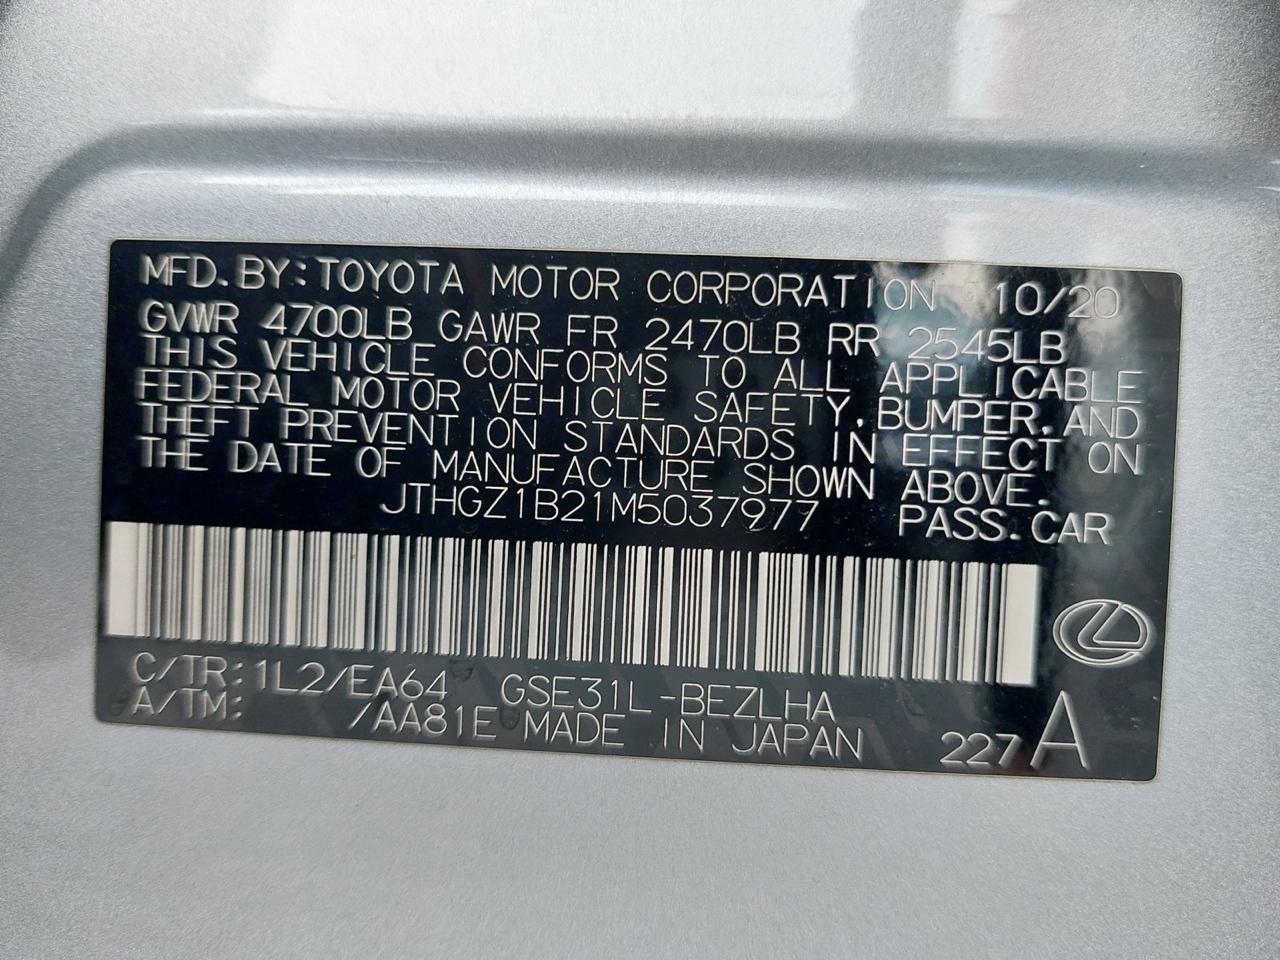 MFD.BY:TOYOTA MOTOR CORPORATION 10/20
GVWR 4700LB GAWR FR 2470LB RR 2545LB
THIS VEHICLE CONFORMS TO ALL APPLICABLE
FEDERAL MOTOR VEHICLE SAFETY,BUMPER,AND
THEFT PREVENTION STANDARDS IN EFFECT ON
THE DATE OF MANUFACTURE SHOWN ABOVE.
JTHGZ1B21M5037977 PASS.CAR
C/TR:1L2/EA64 GSE31L-BEZLHA
A/TM: /AA81E MADE IN JAPAN 227 A